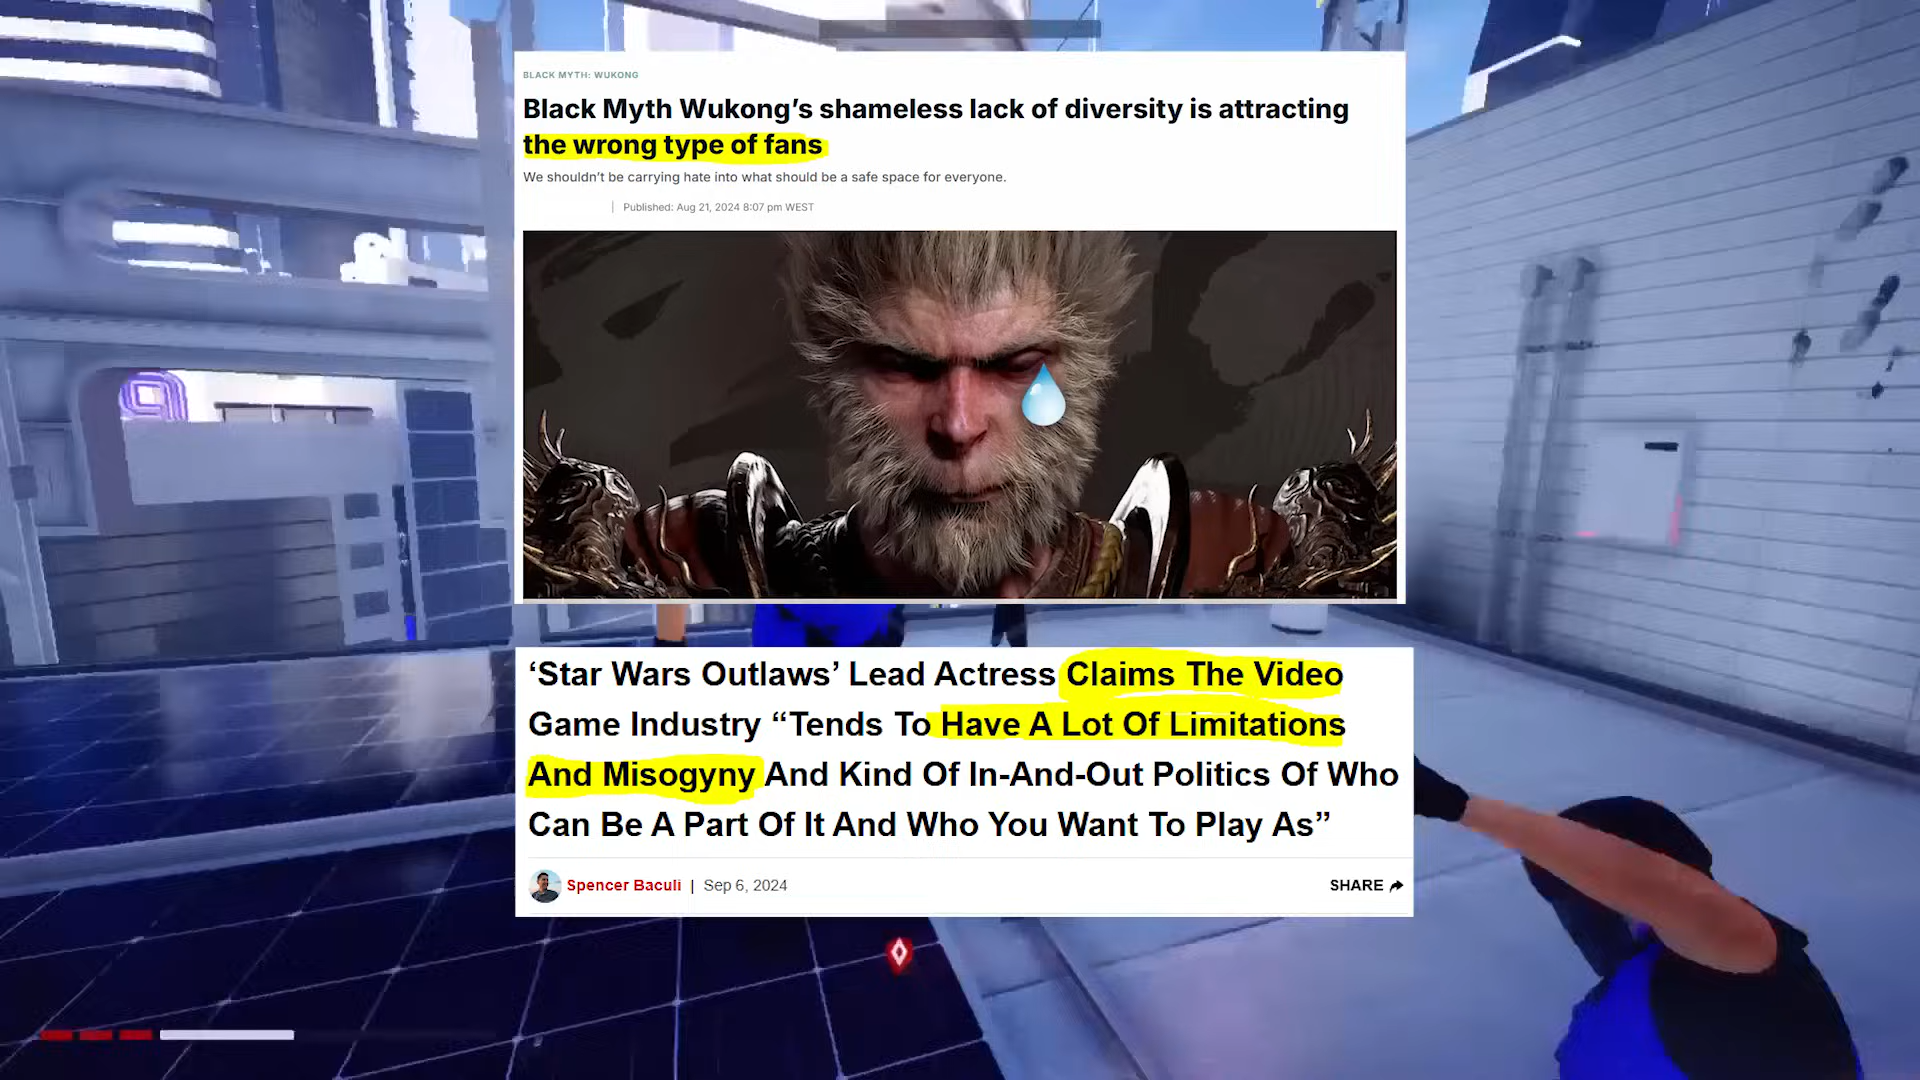 BLACK MYTH: WUKONG
Black Myth Wukong’s shameless lack of diversity is attracting
the wrong type of fans
We shouldn’t be carrying hate into what should be a safe space for everyone.
| Published: Aug 21, 2024 8:07 pm WEST
‘Star Wars Outlaws’ Lead Actress Claims The Video
Game Industry “Tends To Have A Lot Of Limitations
And Misogyny And Kind Of In-And-Out Politics Of Who
Can Be A Part Of It And Who You Want To Play As”
Spencer Baculi | Sep 6, 2024
SHARE